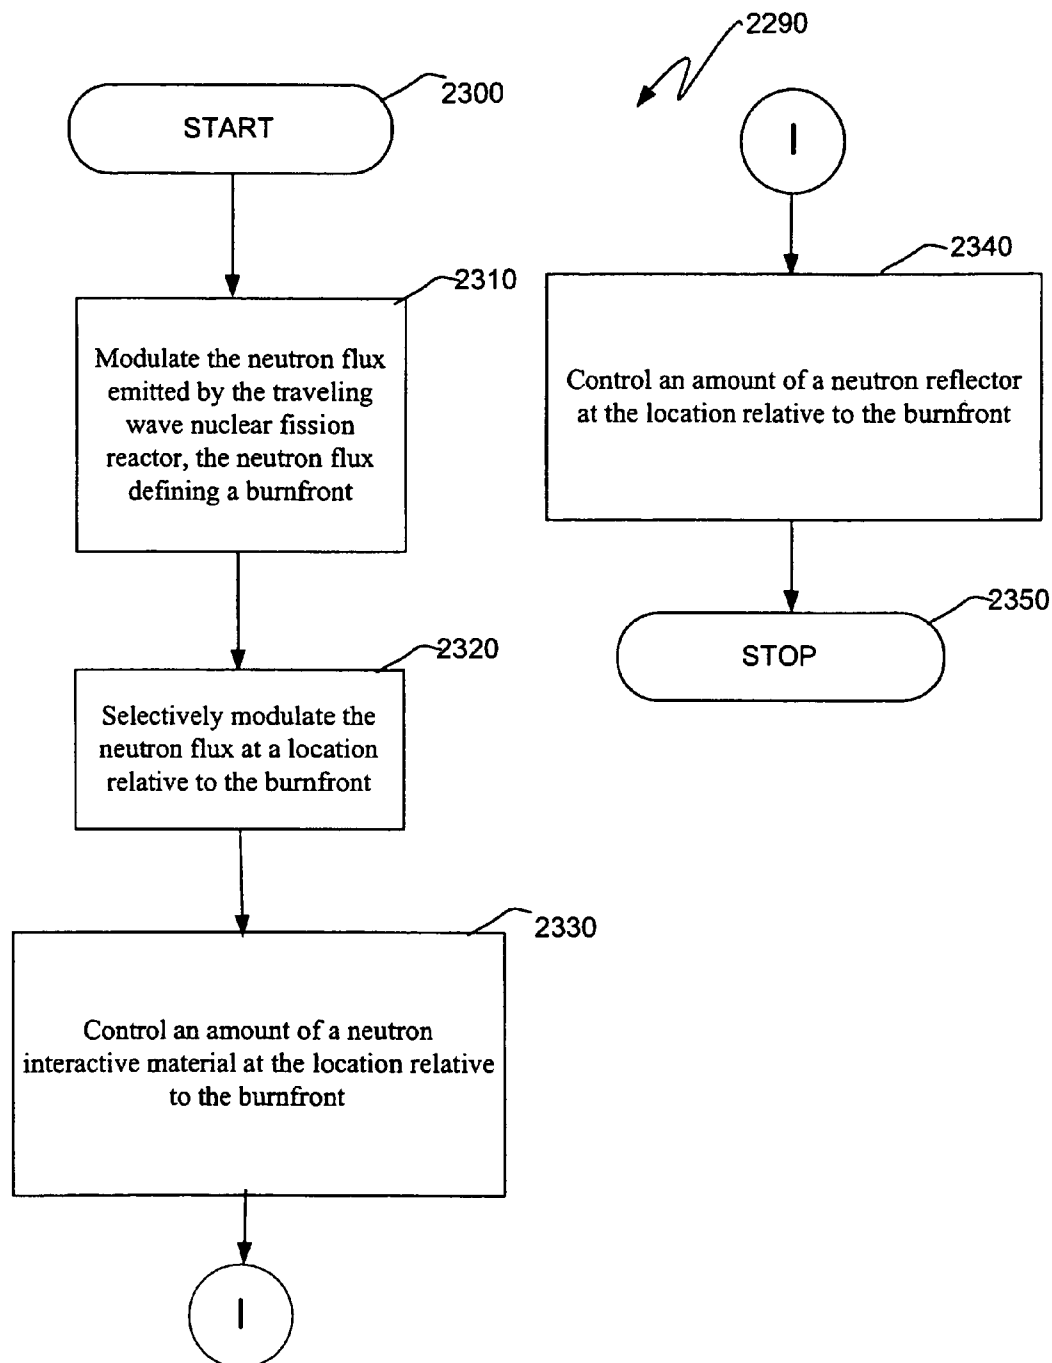 2290
2300
START
2310
Modulate the neutron flux
emitted by the traveling
wave nuclear fission
reactor, the neutron flux
defining a burnfront
2320
Selectively modulate the
neutron flux at a location
relative to the burnfront
2330
Control an amount of a neutron
interactive material at the location relative
to the burnfront
I
I
2340
Control an amount of a neutron reflector
at the location relative to the burnfront
2350
STOP